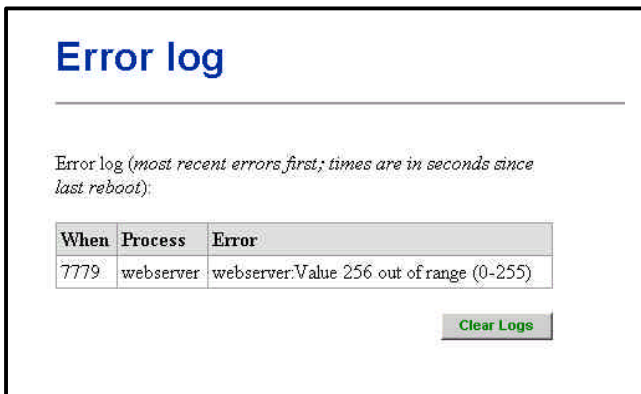 Error log
Error log (most recent errors first; times are in seconds since
last reboot):
When Process Error
7779 webserver webserver:Value 256 out of range (0-255)
Clear Logs